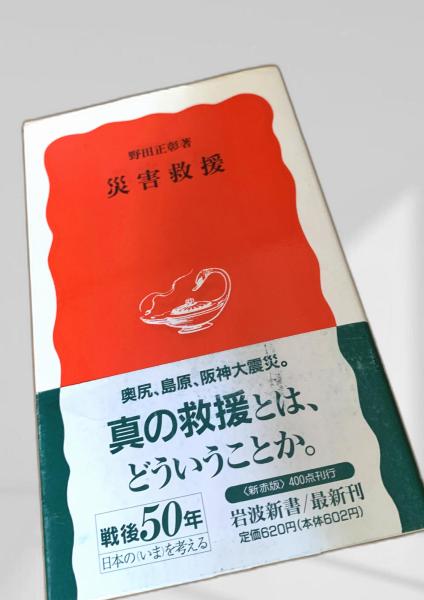 野田正彰著
災害救援
奥尻、島原、阪神大震災。
真の救援とは、
どういうことか。
〈新赤版〉400点刊行
戦後50年
日本の〈いま〉を考える
岩波新書/最新刊
定価620円(本体602円)